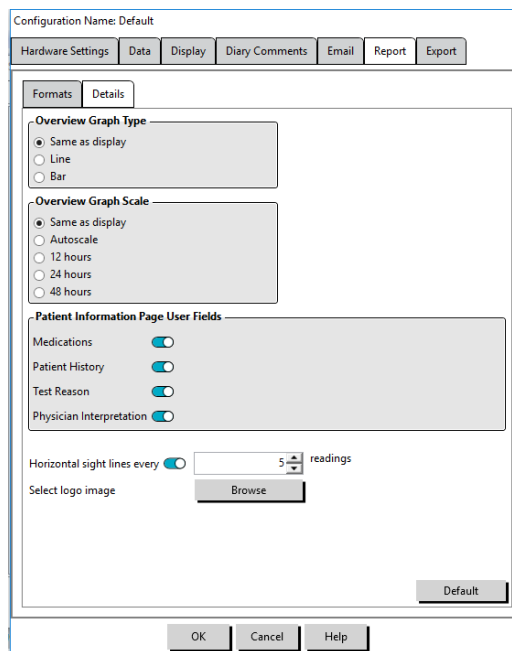 Configuration Name: Default
Hardware Settings Data Display Diary Comments Email Report Export
Formats Details
Overview Graph Type
Same as display
Line
Bar
Overview Graph Scale
Same as display
Autoscale
12 hours
24 hours
48 hours
Patient Information Page User Fields
Medications
Patient History
Test Reason
Physician Interpretation
Horizontal sight lines every 5 readings
Select logo image Browse
Default
OK Cancel Help